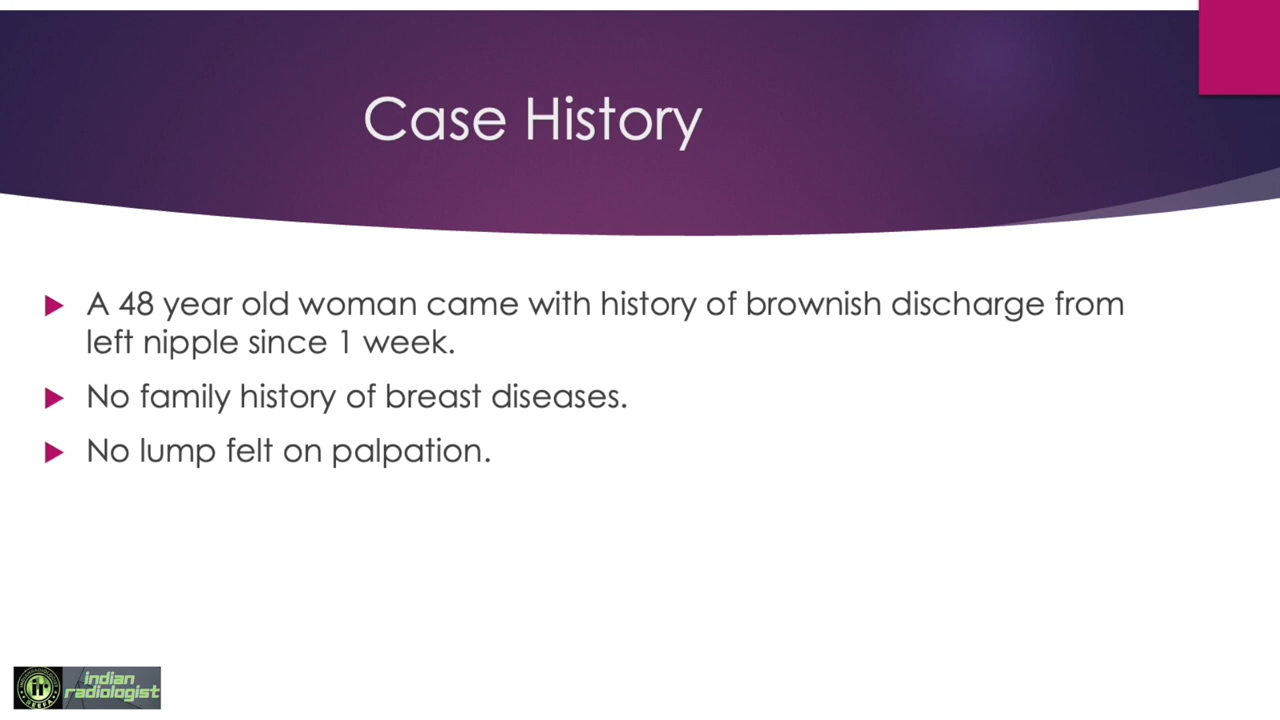 Case History
A 48 year old woman came with history of brownish discharge from
left nipple since 1 week.
No family history of breast diseases.
No lump felt on palpation.
indian
radiologist